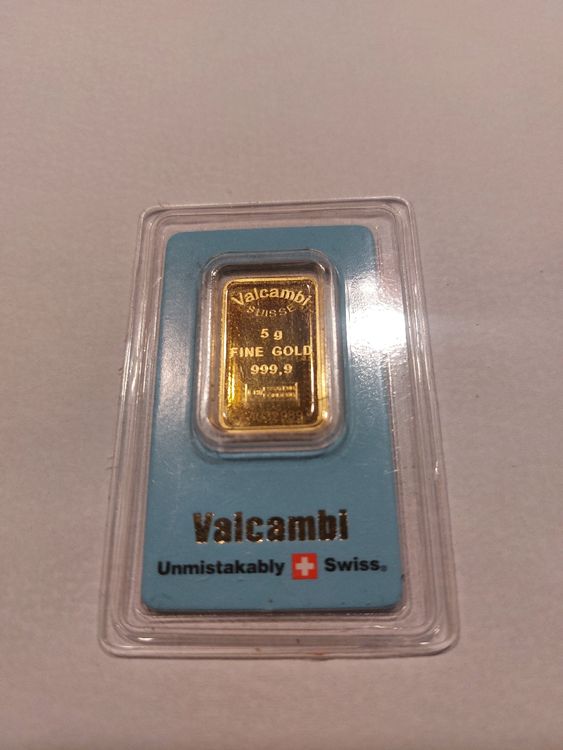 Valcambi
SUISSE
5 g
FINE GOLD
999,9
Valcambi
Unmistakably Swiss®